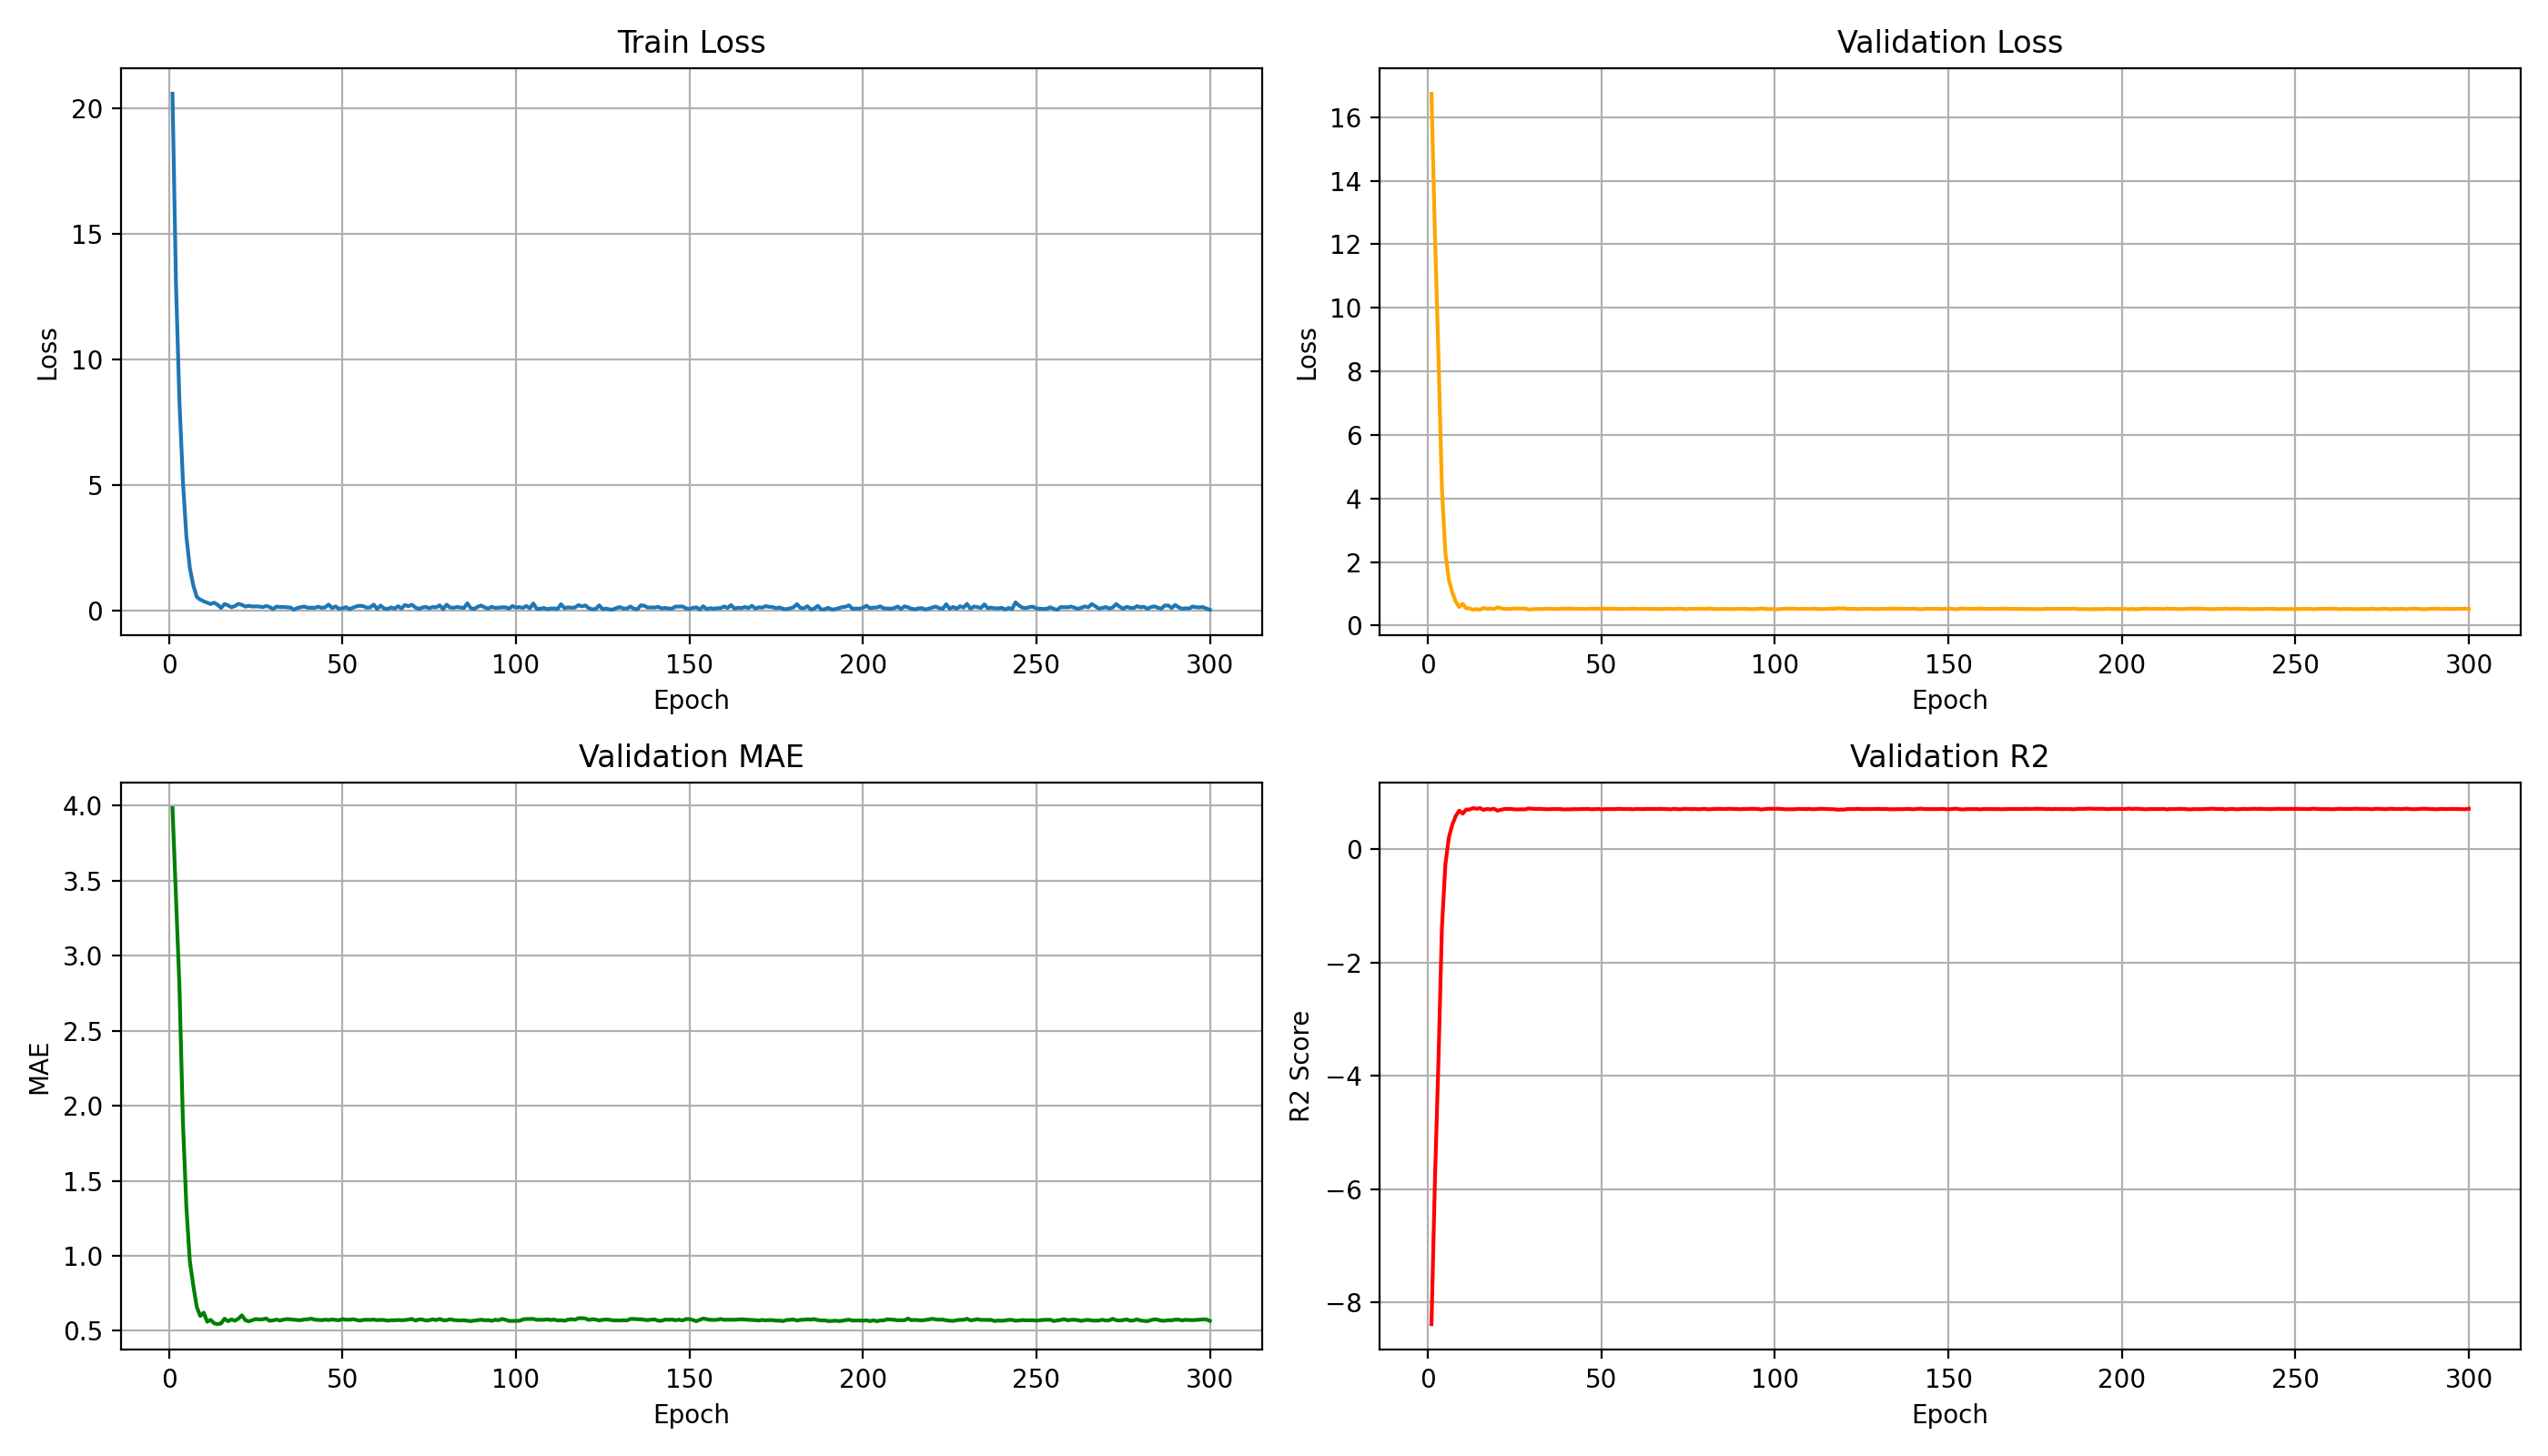 Train Loss
Loss
20
15
10
5
0
0 50 100 150 200 250 300
Epoch
Validation Loss
Loss
16
14
12
10
8
6
4
2
0
0 50 100 150 200 250 300
Epoch
Validation MAE
MAE
4.0
3.5
3.0
2.5
2.0
1.5
1.0
0.5
0 50 100 150 200 250 300
Epoch
Validation R2
R2 Score
0
−2
−4
−6
−8
0 50 100 150 200 250 300
Epoch